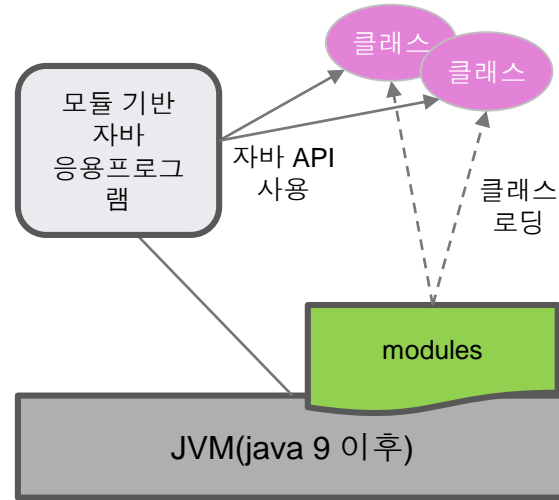 클래스
클래스
모듈 기반
자바
응용프로그
램
자바 API
사용
클래스
로딩
modules
JVM(java 9 이후)